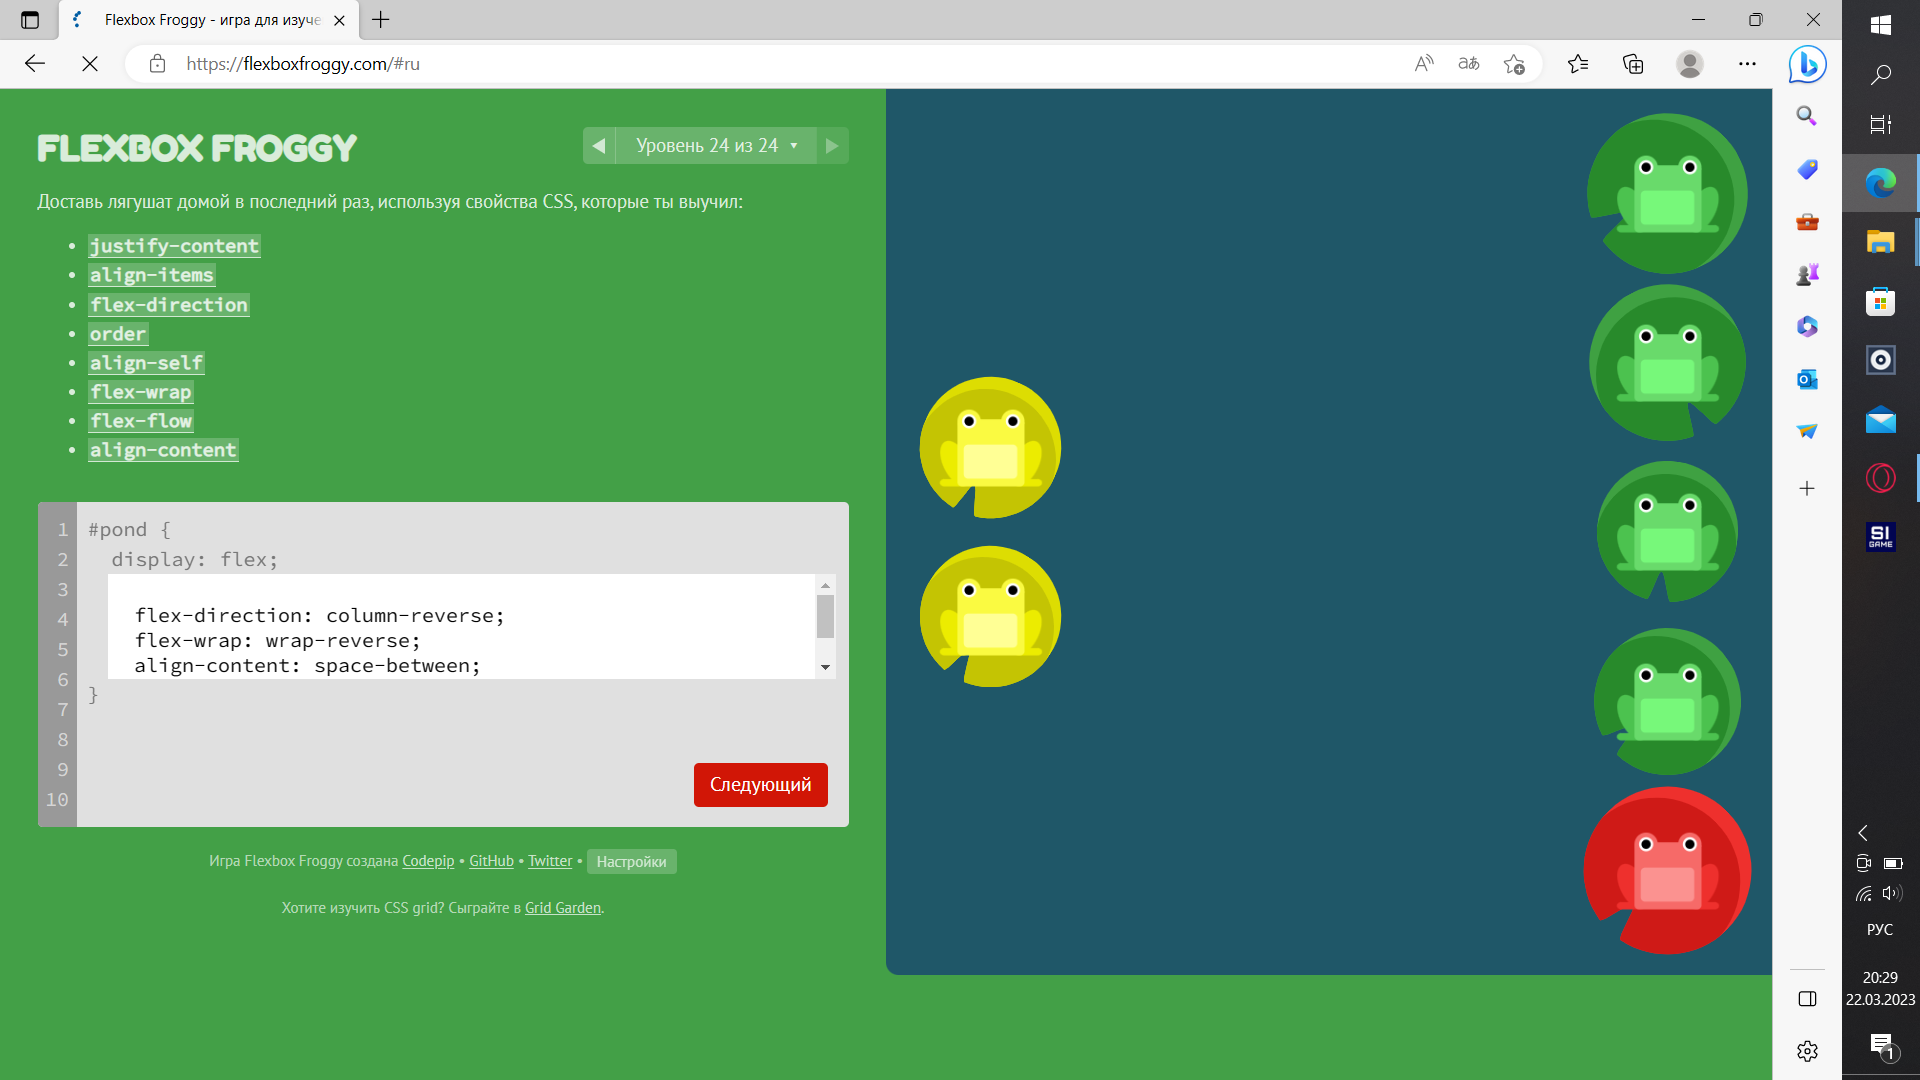 Flexbox Froggy - игра для изуче
https://flexboxfroggy.com/#ru
FLEXBOX FROGGY
Уровень 24 из 24
Доставь лягушат домой в последний раз, используя свойства CSS, которые ты выучил:
justify-content
align-items
flex-direction
order
align-self
flex-wrap
flex-flow
align-content
1 #pond {
2 display: flex;
3
4 flex-direction: column-reverse;
5 flex-wrap: wrap-reverse;
6 align-content: space-between;
7 }
8
9
10
Следующий
Игра Flexbox Froggy создана Codepip • GitHub • Twitter • Настройки
Хотите изучить CSS grid? Сыграйте в Grid Garden.
SI
GAME
РУС
20:29
22.03.2023
1